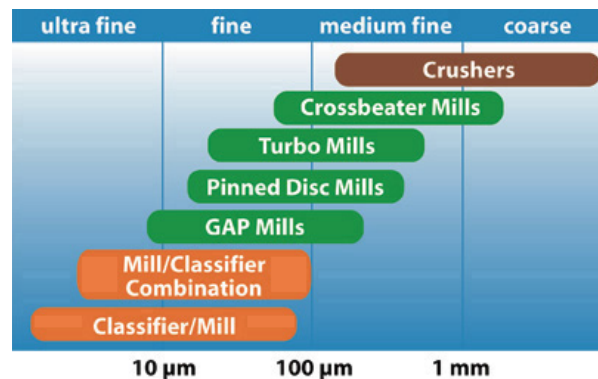 ultra fine fine medium fine coarse
Crushers
Crossbeater Mills
Turbo Mills
Pinned Disc Mills
GAP Mills
Mill/Classifier
Combination
Classifier/Mill
10 µm 100 µm 1 mm